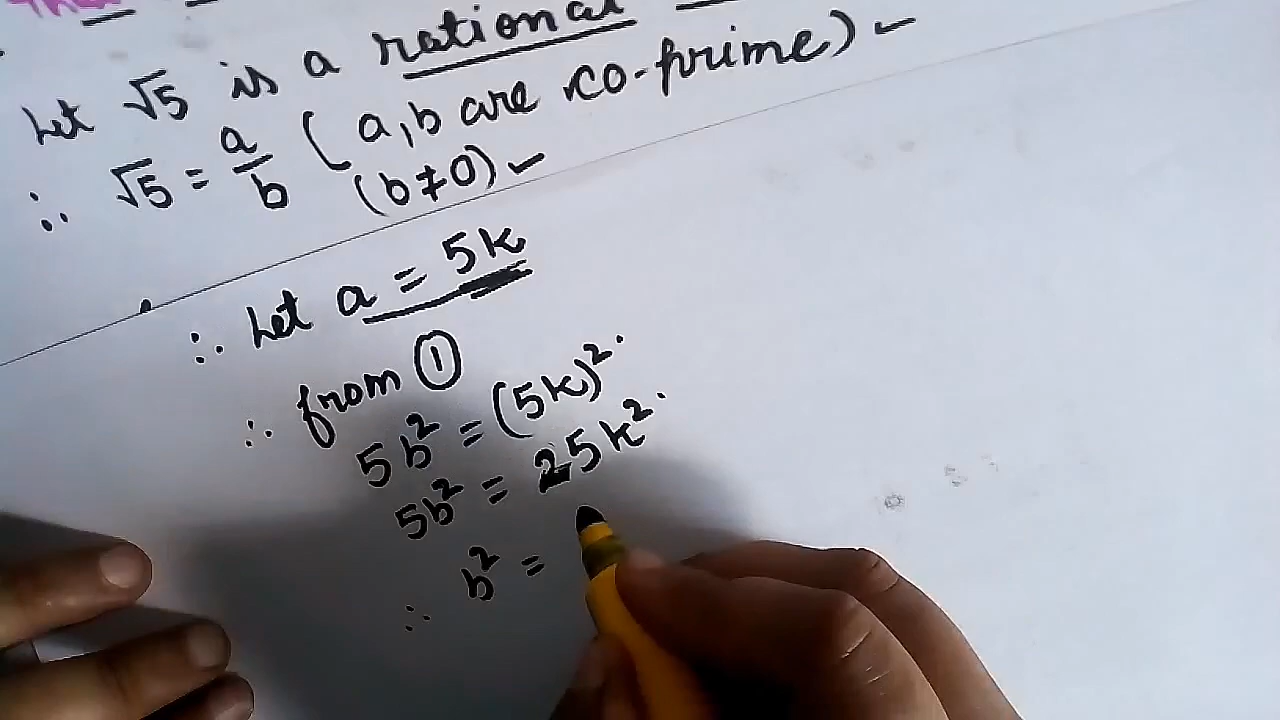 Let √5 is a rational
∴ √5 = a/b (a,b are co-prime)
(b≠0)
∴ Let a = 5k
∴ from ①
5b² = (5k)².
5b² = 25k².
∴ b² =